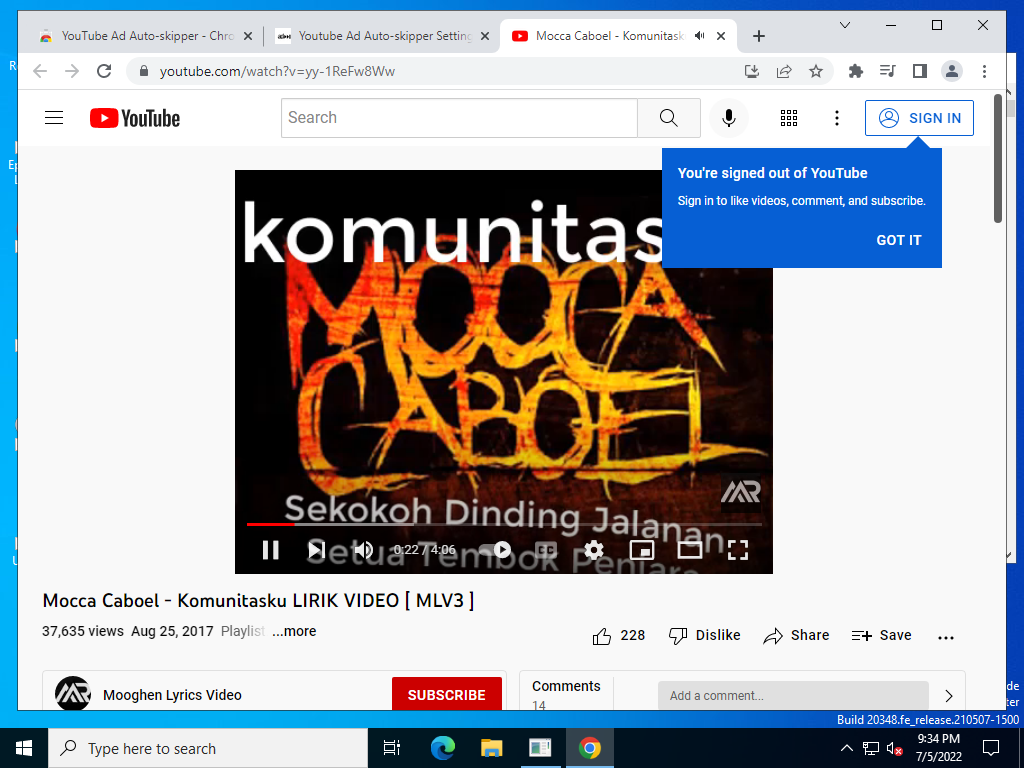 YouTube Ad Auto-skipper - Chro
Youtube Ad Auto-skipper Setting
Mocca Caboel - Komunitask
youtube.com/watch?v=yy-1ReFw8Ww
YouTube
Search
SIGN IN
You're signed out of YouTube
Sign in to like videos, comment, and subscribe.
GOT IT
komunitas
MOOCA
CABOEL
MR
Sekokoh Dinding Jalanan
Setua Tembok Penjara
0:22 / 4:06
Mocca Caboel - Komunitasku LIRIK VIDEO [ MLV3 ]
37,635 views Aug 25, 2017 Playlist ...more
228 Dislike Share Save
Mooghen Lyrics Video
SUBSCRIBE
Comments
14
Add a comment...
Build 20348.fe_release.210507-1500
Type here to search
9:34 PM
7/5/2022